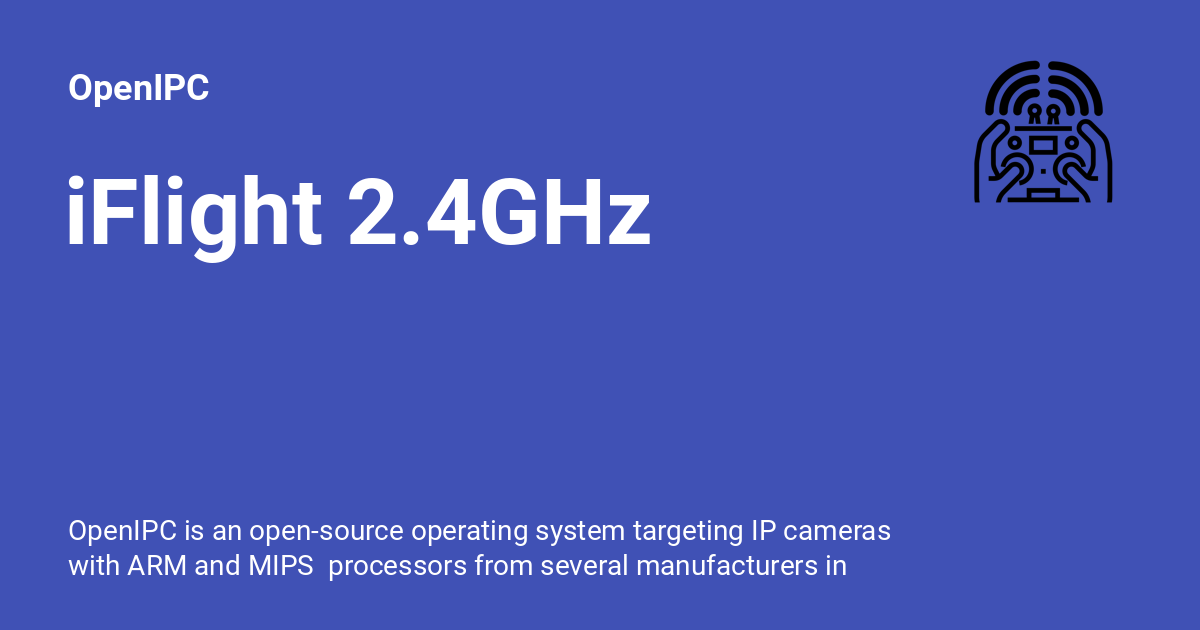 OpenIPC
iFlight 2.4GHz
OpenIPC is an open-source operating system targeting IP cameras
with ARM and MIPS  processors from several manufacturers in